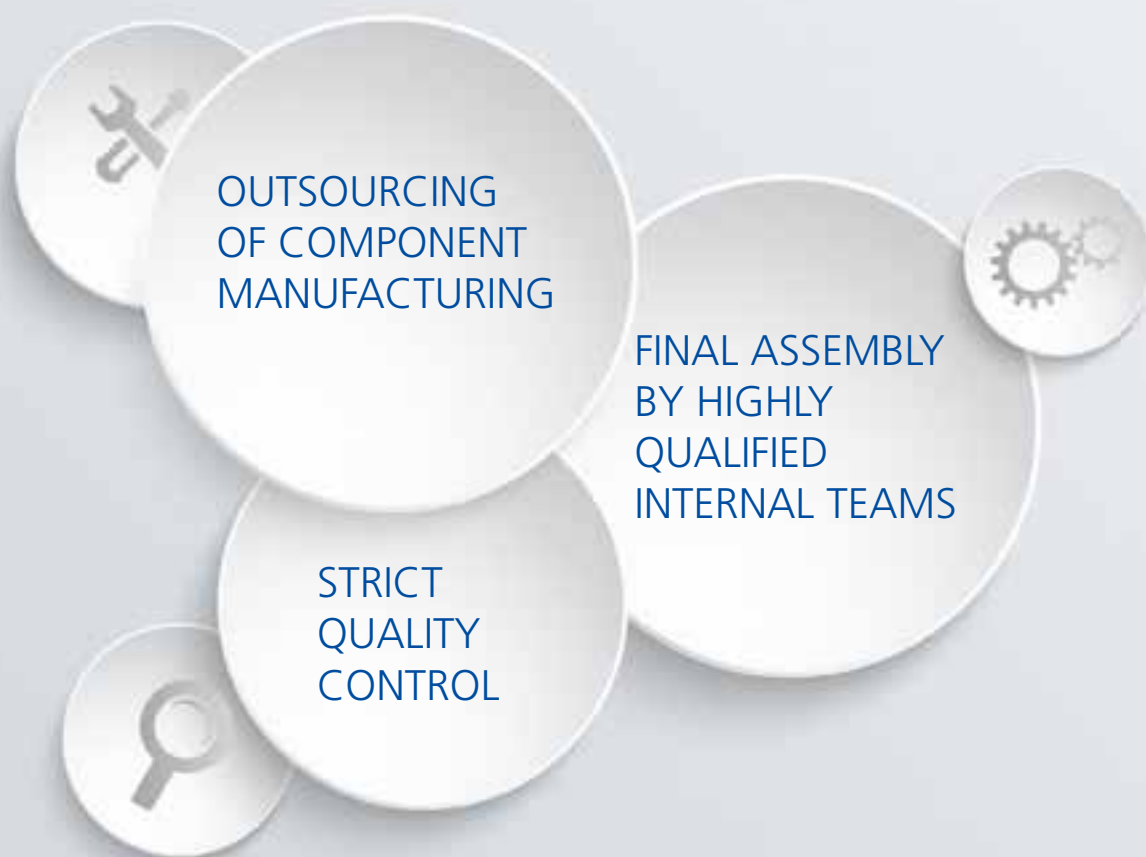 OUTSOURCING
OF COMPONENT
MANUFACTURING
FINAL ASSEMBLY
BY HIGHLY
QUALIFIED
INTERNAL TEAMS
STRICT
QUALITY
CONTROL